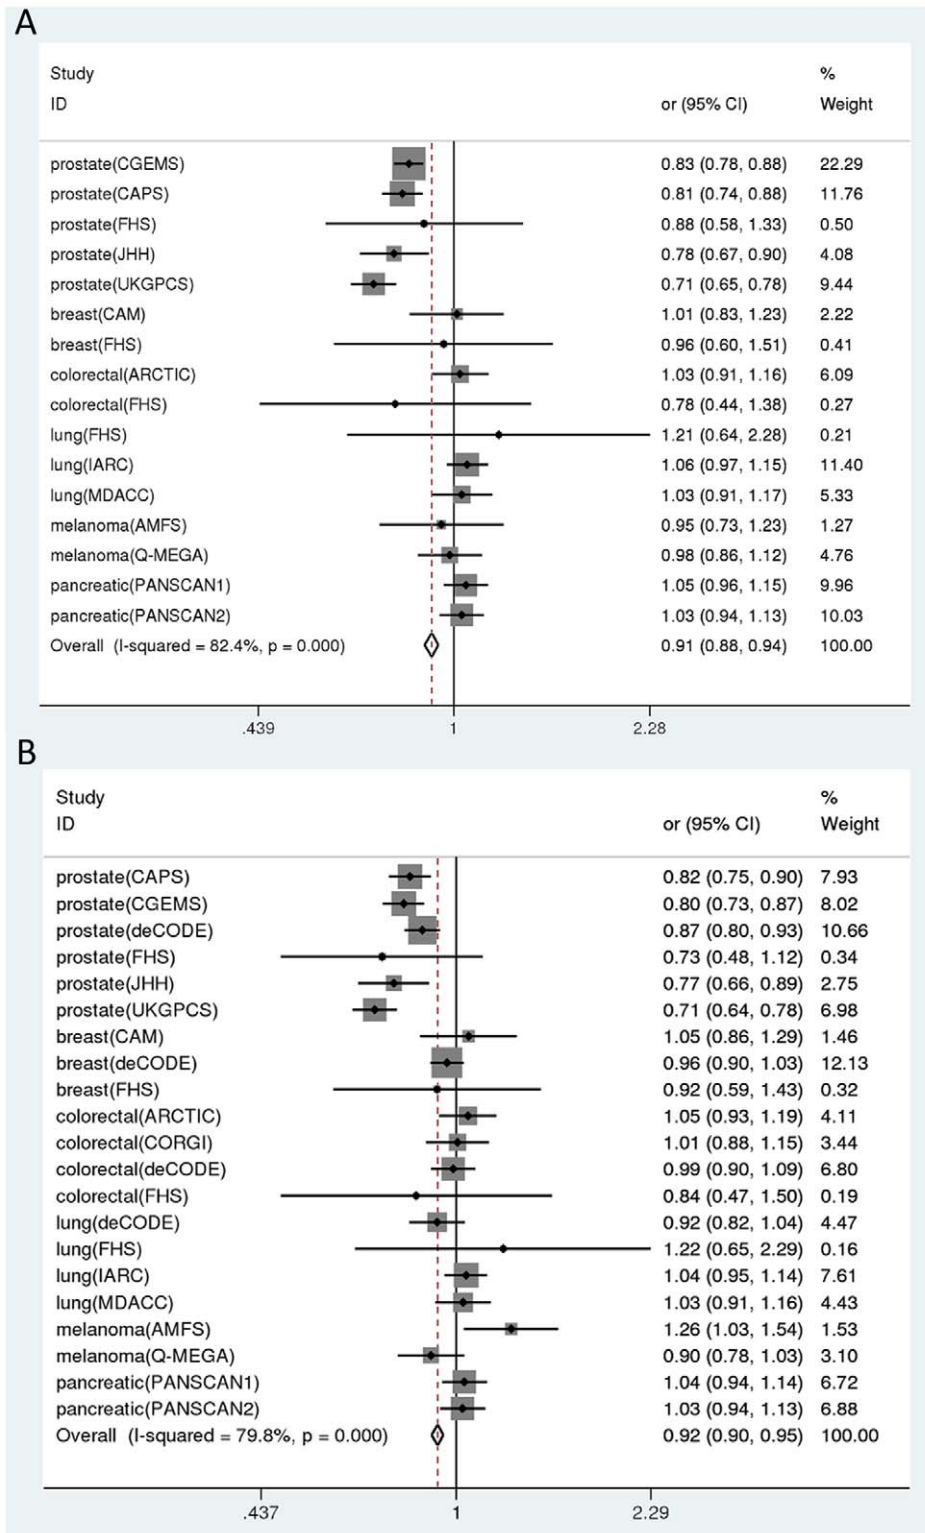 A
Study %
ID or (95% CI) Weight
prostate(CGEMS) 0.83 (0.78, 0.88) 22.29
prostate(CAPS) 0.81 (0.74, 0.88) 11.76
prostate(FHS) 0.88 (0.58, 1.33) 0.50
prostate(JHH) 0.78 (0.67, 0.90) 4.08
prostate(UKGPCS) 0.71 (0.65, 0.78) 9.44
breast(CAM) 1.01 (0.83, 1.23) 2.22
breast(FHS) 0.96 (0.60, 1.51) 0.41
colorectal(ARCTIC) 1.03 (0.91, 1.16) 6.09
colorectal(FHS) 0.78 (0.44, 1.38) 0.27
lung(FHS) 1.21 (0.64, 2.28) 0.21
lung(IARC) 1.06 (0.97, 1.15) 11.40
lung(MDACC) 1.03 (0.91, 1.17) 5.33
melanoma(AMFS) 0.95 (0.73, 1.23) 1.27
melanoma(Q-MEGA) 0.98 (0.86, 1.12) 4.76
pancreatic(PANSCAN1) 1.05 (0.96, 1.15) 9.96
pancreatic(PANSCAN2) 1.03 (0.94, 1.13) 10.03
Overall (I-squared = 82.4%, p = 0.000) 0.91 (0.88, 0.94) 100.00
.439 1 2.28
B
Study %
ID or (95% CI) Weight
prostate(CAPS) 0.82 (0.75, 0.90) 7.93
prostate(CGEMS) 0.80 (0.73, 0.87) 8.02
prostate(deCODE) 0.87 (0.80, 0.93) 10.66
prostate(FHS) 0.73 (0.48, 1.12) 0.34
prostate(JHH) 0.77 (0.66, 0.89) 2.75
prostate(UKGPCS) 0.71 (0.64, 0.78) 6.98
breast(CAM) 1.05 (0.86, 1.29) 1.46
breast(deCODE) 0.96 (0.90, 1.03) 12.13
breast(FHS) 0.92 (0.59, 1.43) 0.32
colorectal(ARCTIC) 1.05 (0.93, 1.19) 4.11
colorectal(CORGI) 1.01 (0.88, 1.15) 3.44
colorectal(deCODE) 0.99 (0.90, 1.09) 6.80
colorectal(FHS) 0.84 (0.47, 1.50) 0.19
lung(deCODE) 0.92 (0.82, 1.04) 4.47
lung(FHS) 1.22 (0.65, 2.29) 0.16
lung(IARC) 1.04 (0.95, 1.14) 7.61
lung(MDACC) 1.03 (0.91, 1.16) 4.43
melanoma(AMFS) 1.26 (1.03, 1.54) 1.53
melanoma(Q-MEGA) 0.90 (0.78, 1.03) 3.10
pancreatic(PANSCAN1) 1.04 (0.94, 1.14) 6.72
pancreatic(PANSCAN2) 1.03 (0.94, 1.13) 6.88
Overall (I-squared = 79.8%, p = 0.000) 0.92 (0.90, 0.95) 100.00
.437 1 2.29